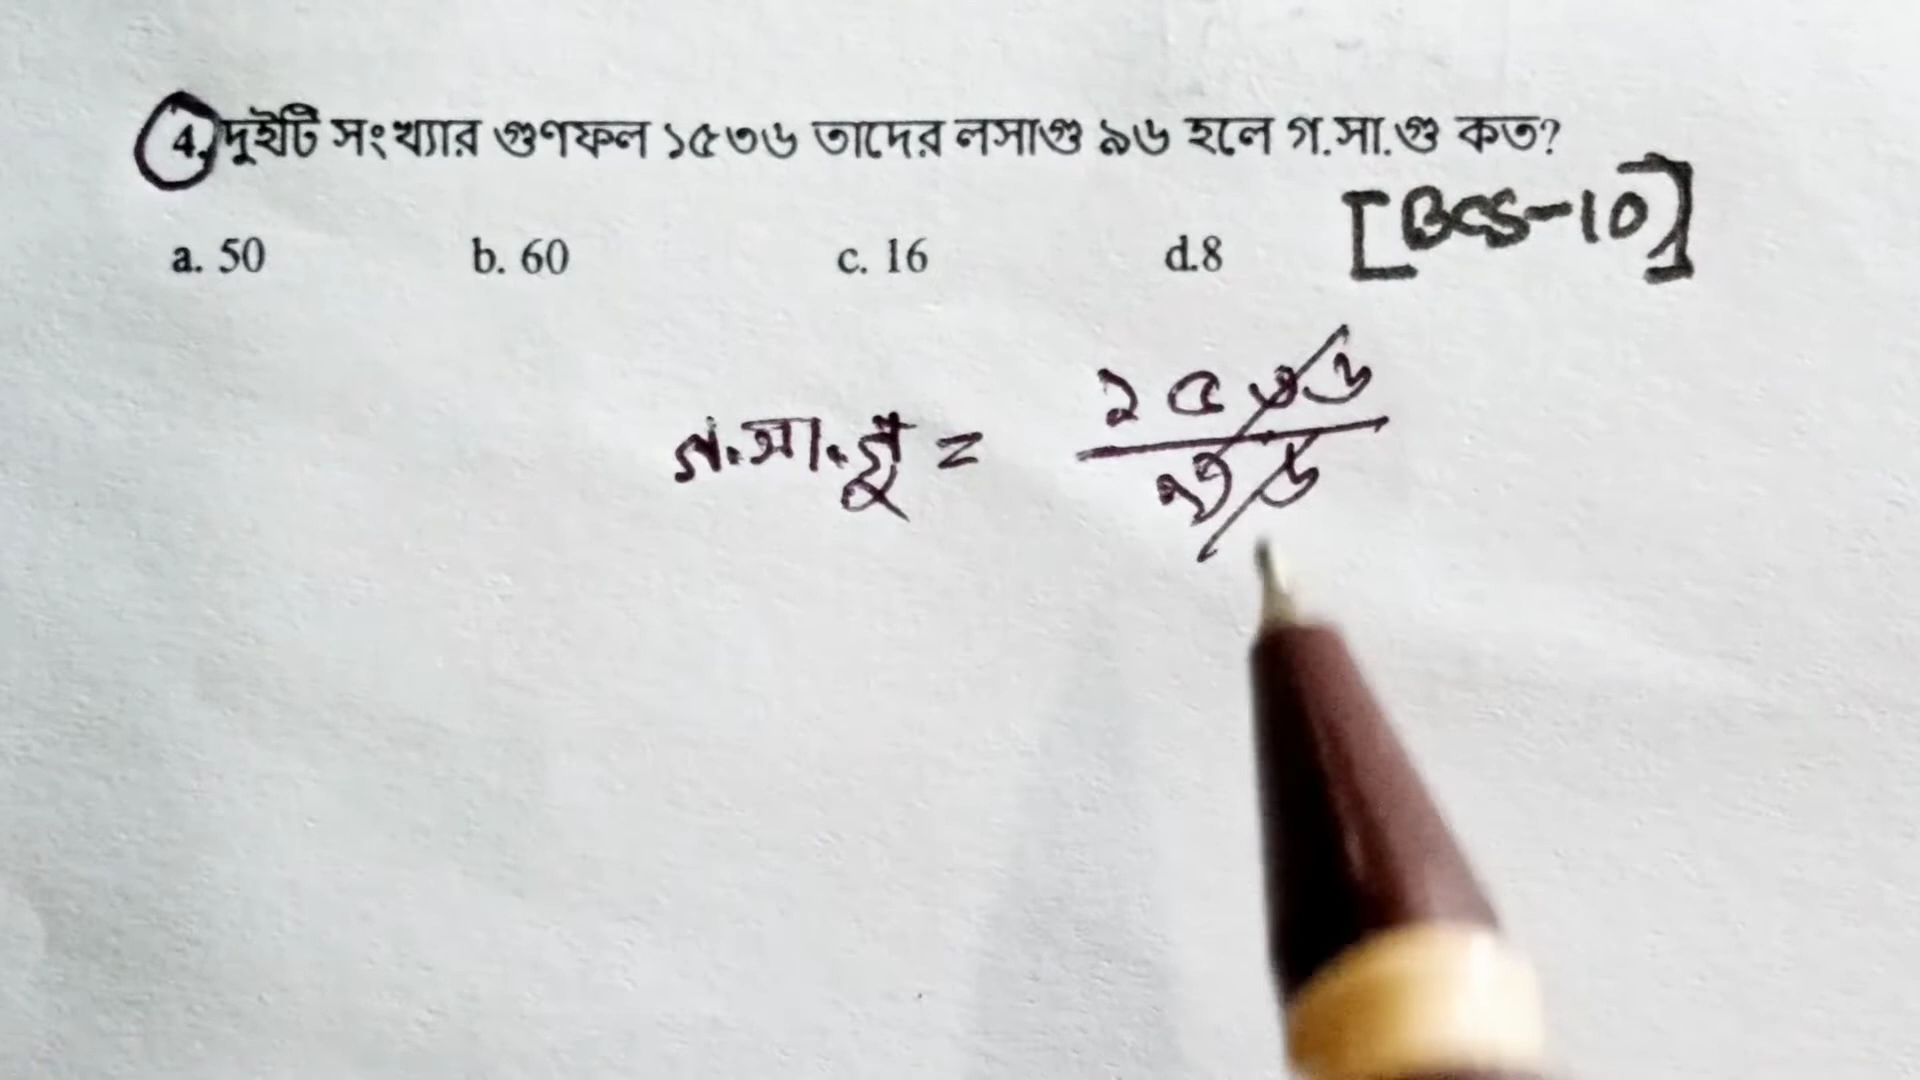 4. দুইটি সংখ্যার গুণফল ১৫৩৬ তাদের লসাগু ৯৬ হলে গ.সা.গু কত?
[BCS-10]
a. 50 b. 60 c. 16 d.8
গ.সা.গু = ১৫৩৬
৯৬